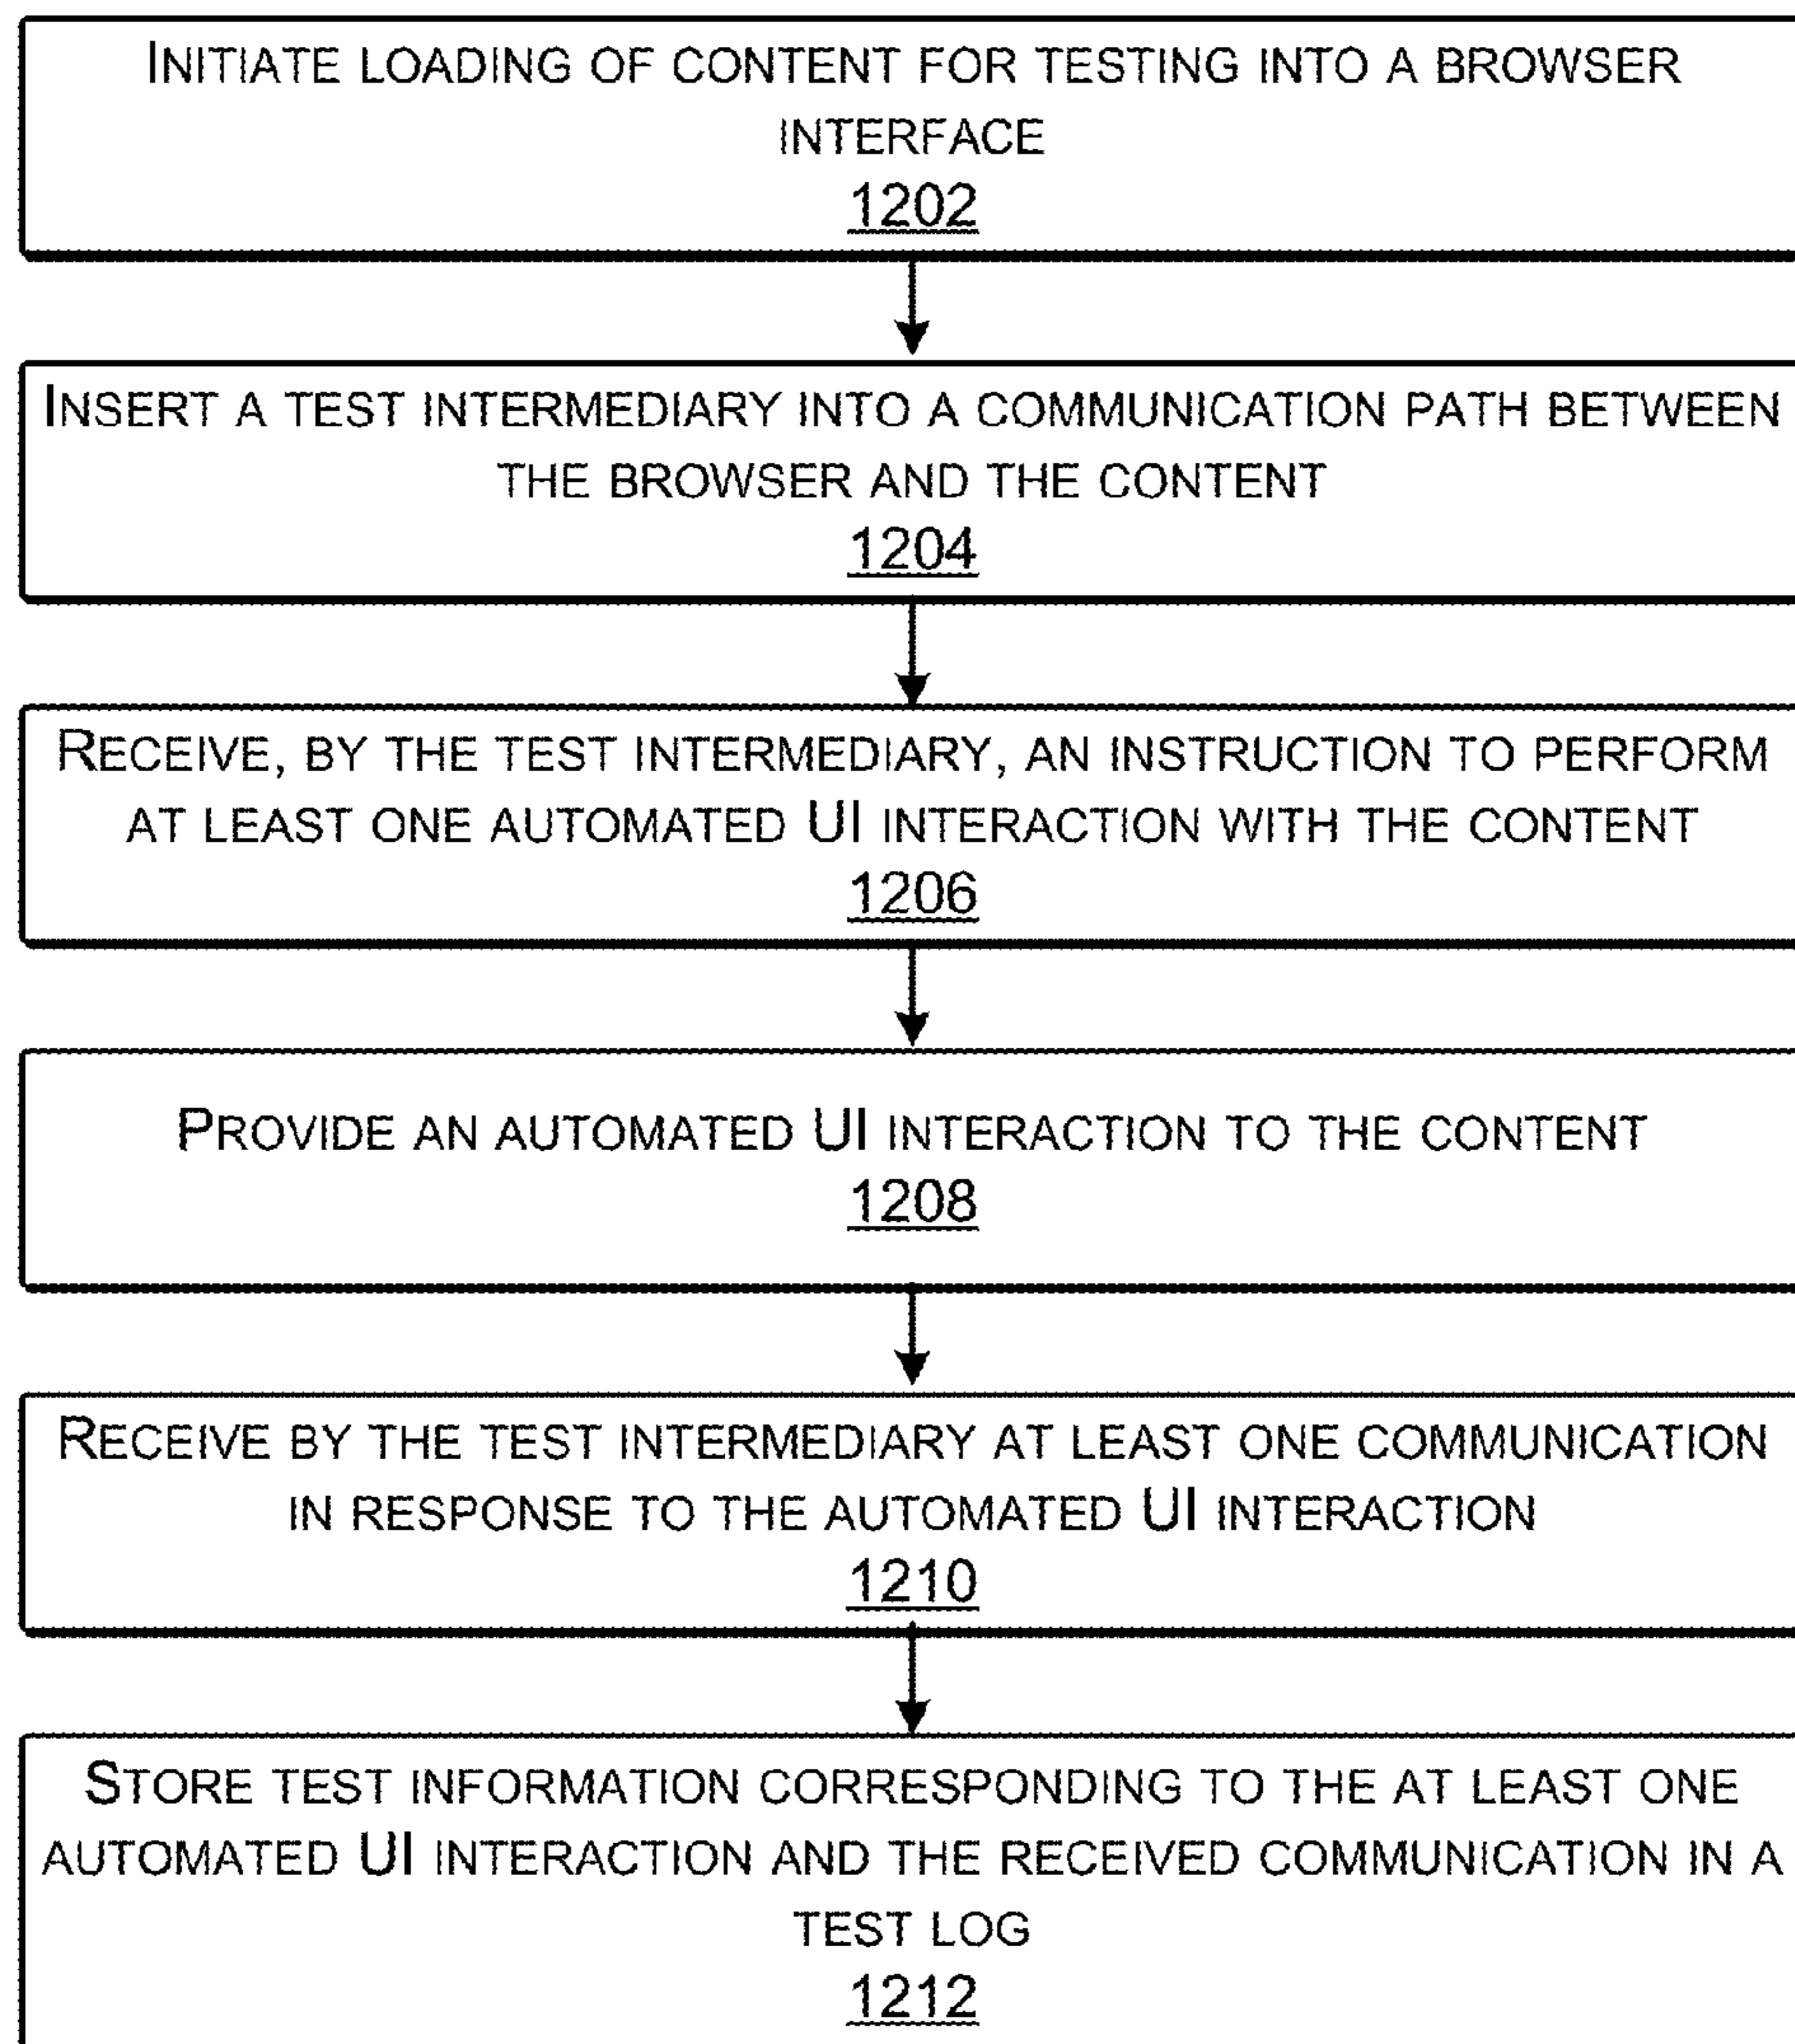 INITIATE LOADING OF CONTENT FOR TESTING INTO A BROWSER
INTERFACE
1202
INSERT A TEST INTERMEDIARY INTO A COMMUNICATION PATH BETWEEN
THE BROWSER AND THE CONTENT
1204
RECEIVE, BY THE TEST INTERMEDIARY, AN INSTRUCTION TO PERFORM
AT LEAST ONE AUTOMATED UI INTERACTION WITH THE CONTENT
1206
PROVIDE AN AUTOMATED UI INTERACTION TO THE CONTENT
1208
RECEIVE BY THE TEST INTERMEDIARY AT LEAST ONE COMMUNICATION
IN RESPONSE TO THE AUTOMATED UI INTERACTION
1210
STORE TEST INFORMATION CORRESPONDING TO THE AT LEAST ONE
AUTOMATED UI INTERACTION AND THE RECEIVED COMMUNICATION IN A
TEST LOG
1212